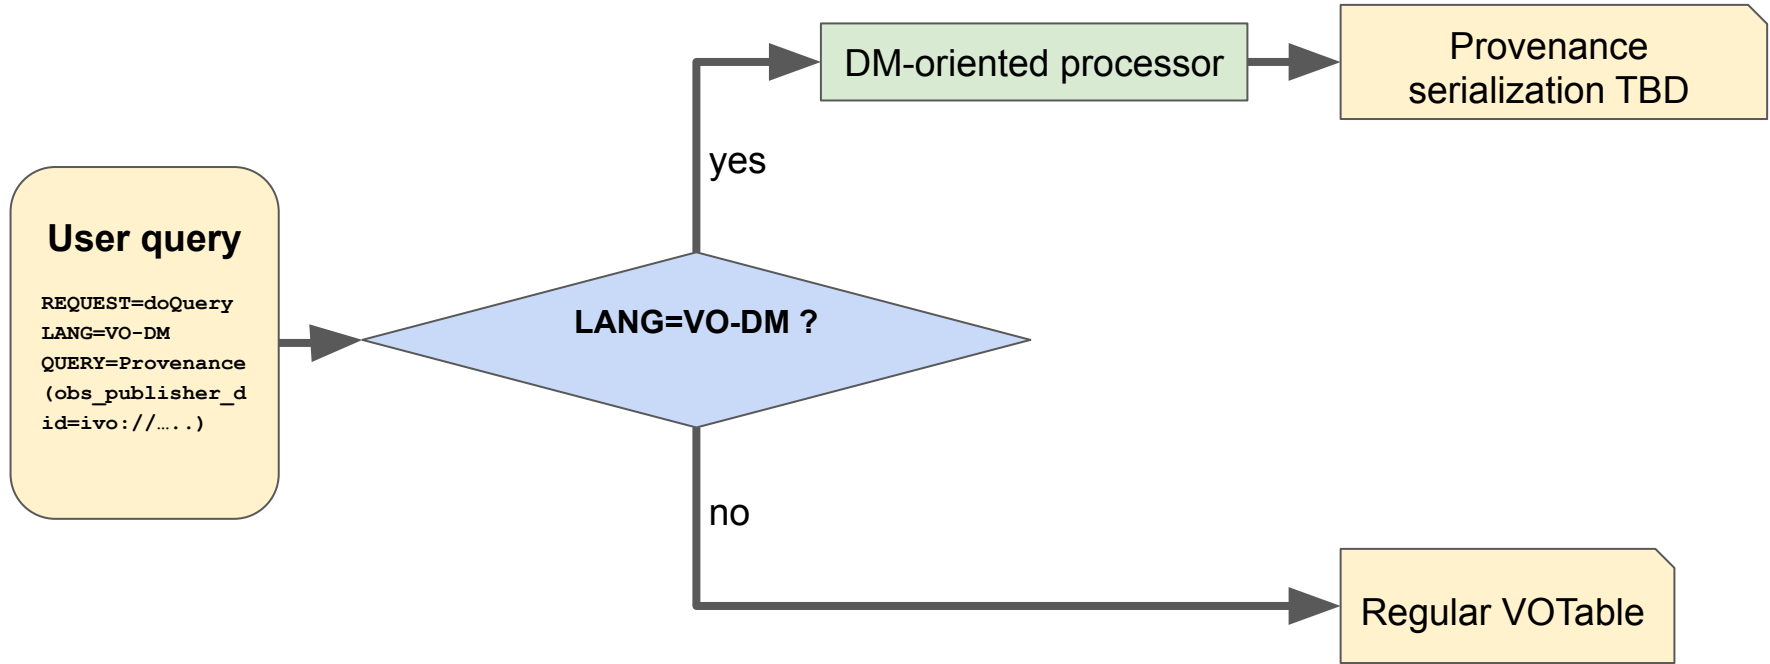 DM-oriented processor
Provenance
serialization TBD
yes
User query
REQUEST=doQuery
LANG=VO-DM
QUERY=Provenance
(obs_publisher_d
id=ivo://…..)
LANG=VO-DM ?
no
Regular VOTable